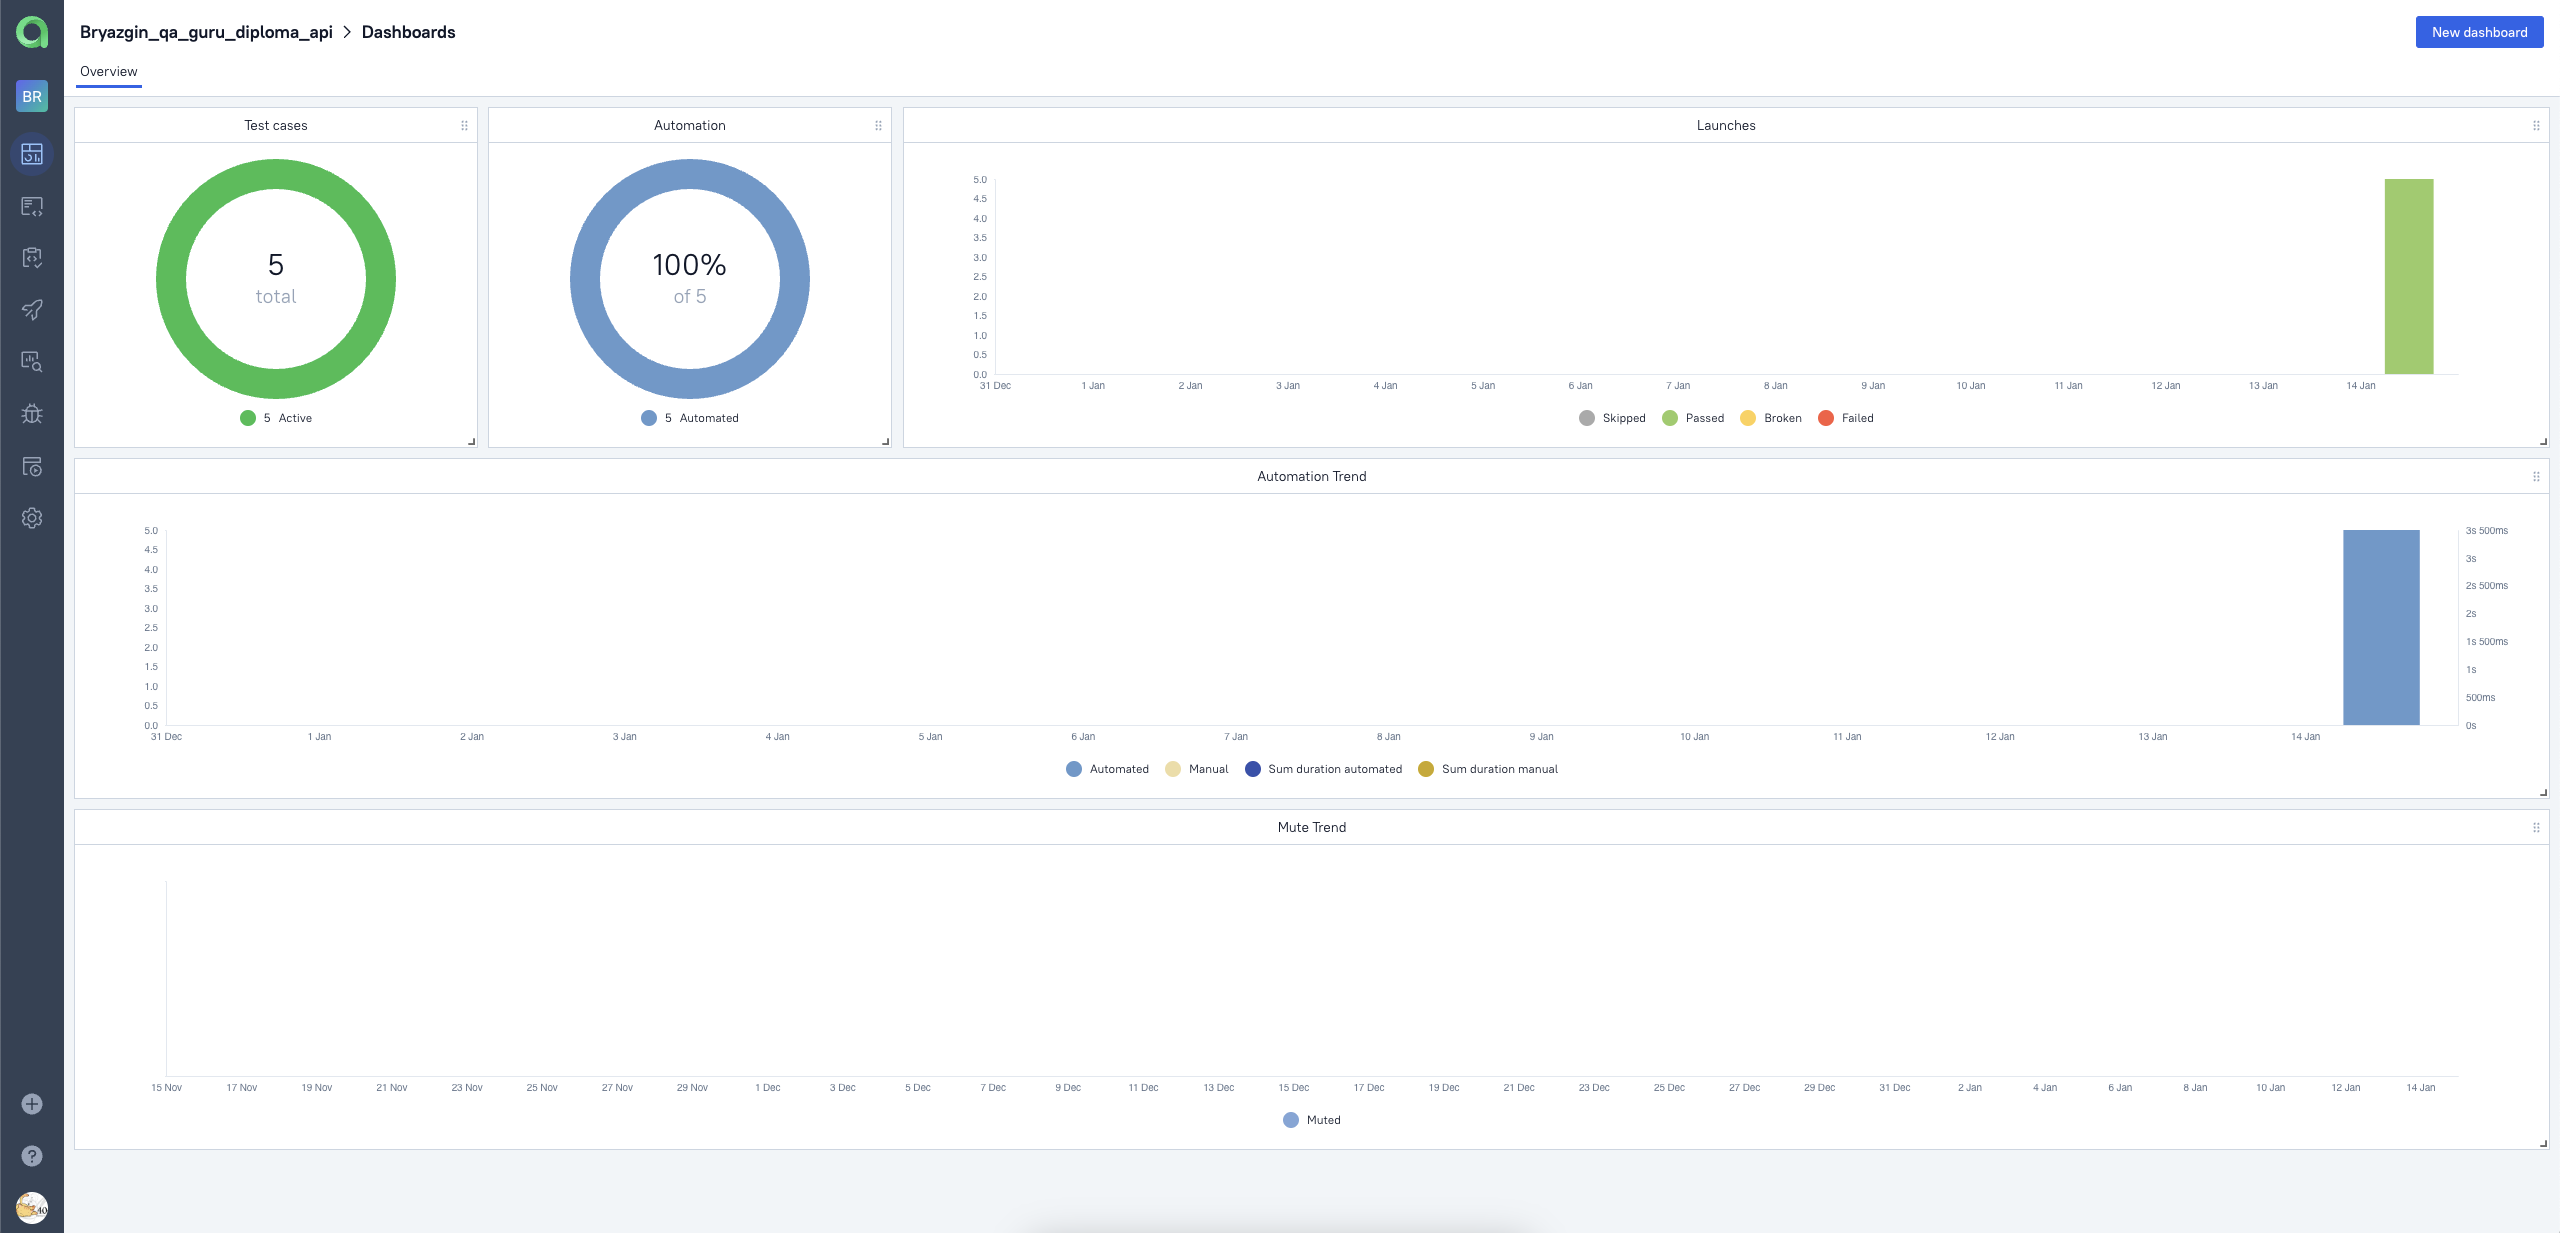 Bryazgin_qa_guru_diploma_api > Dashboards
New dashboard
Overview
BR
Test cases
5
total
5 Active
Automation
100%
of 5
5 Automated
Launches
5.0
4.5
4.0
3.5
3.0
2.5
2.0
1.5
1.0
0.5
0.0
31 Dec 1 Jan 2 Jan 3 Jan 4 Jan 5 Jan 6 Jan 7 Jan 8 Jan 9 Jan 10 Jan 11 Jan 12 Jan 13 Jan 14 Jan
Skipped Passed Broken Failed
Automation Trend
5.0
4.5
4.0
3.5
3.0
2.5
2.0
1.5
1.0
0.5
0.0
3s 500ms
3s
2s 500ms
2s
1s 500ms
1s
500ms
0s
31 Dec 1 Jan 2 Jan 3 Jan 4 Jan 5 Jan 6 Jan 7 Jan 8 Jan 9 Jan 10 Jan 11 Jan 12 Jan 13 Jan 14 Jan
Automated Manual Sum duration automated Sum duration manual
Mute Trend
15 Nov 17 Nov 19 Nov 21 Nov 23 Nov 25 Nov 27 Nov 29 Nov 1 Dec 3 Dec 5 Dec 7 Dec 9 Dec 11 Dec 13 Dec 15 Dec 17 Dec 19 Dec 21 Dec 23 Dec 25 Dec 27 Dec 29 Dec 31 Dec 2 Jan 4 Jan 6 Jan 8 Jan 10 Jan 12 Jan 14 Jan
Muted